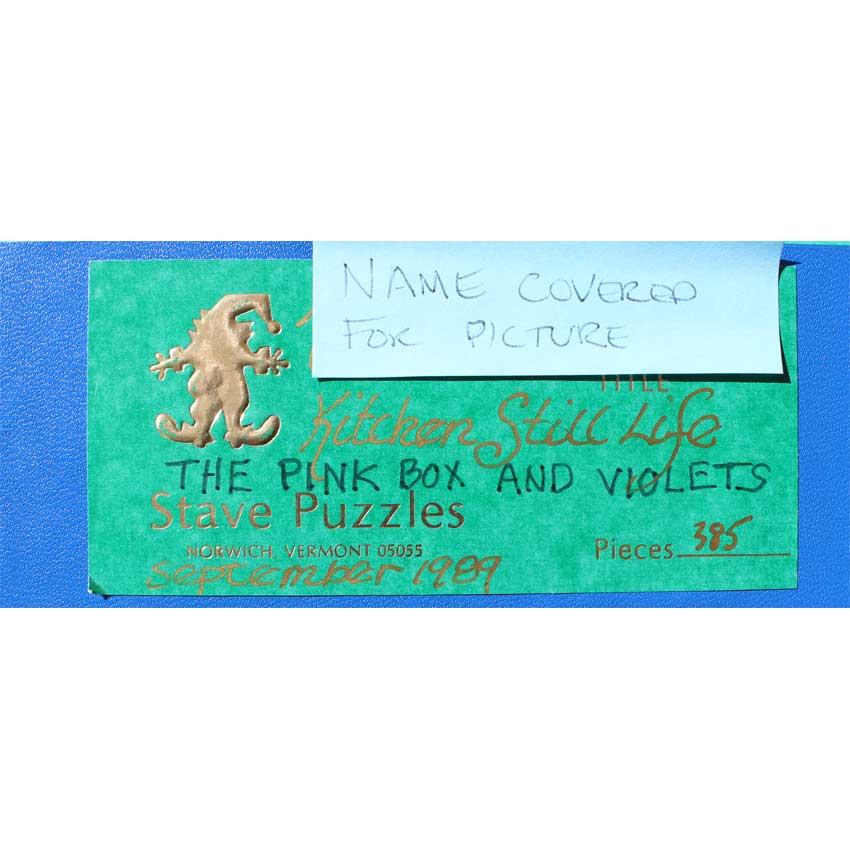 NAME COVERED
FOR PICTURE
TITLE
Kitchen Still Life
THE PINK BOX AND VIOLETS
Stave Puzzles
NORWICH, VERMONT 05055
Pieces 385
September 1989